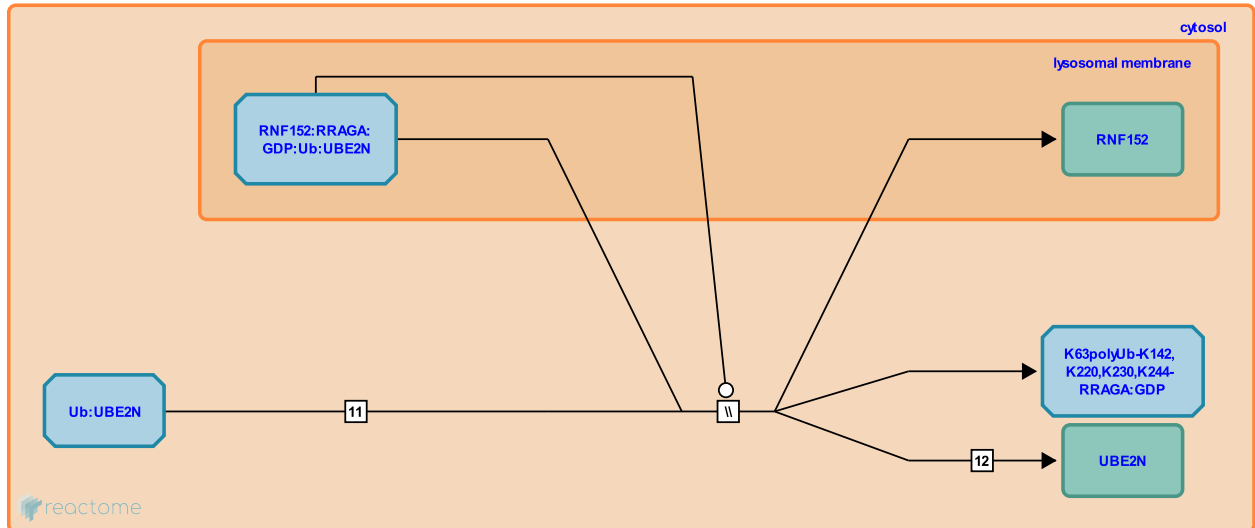 cytosol
lysosomal membrane
RNF152:RRAGA:
GDP:Ub:UBE2N
RNF152
K63polyUb-K142,
K220,K230,K244-
RRAGA:GDP
Ub:UBE2N
11
\\
12
UBE2N
reactome